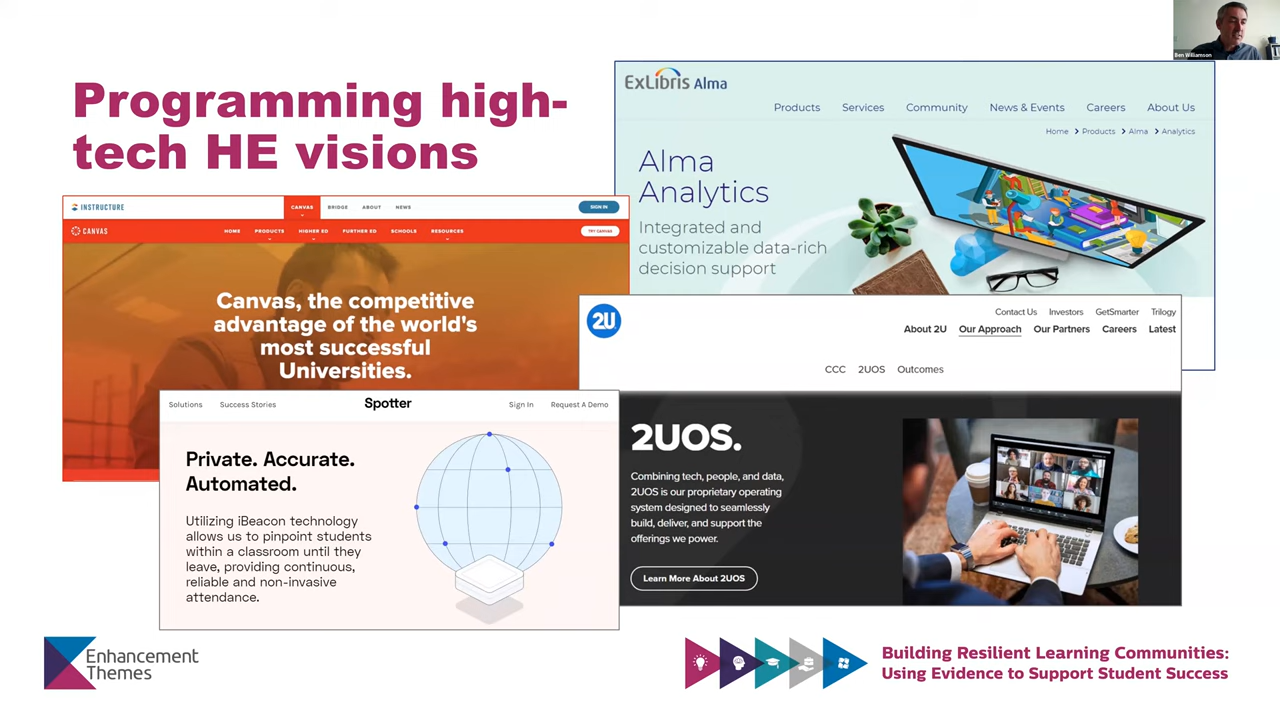 Ben Williamson
Programming high-
tech HE visions
ExLibris Alma
Products Services Community News & Events Careers About Us
Home > Products > Alma > Analytics
Alma
Analytics
Integrated and
customizable data-rich
decision support
INSTRUCTURE
CANVAS BRIDGE ABOUT NEWS
SIGN IN
CANVAS
HOME PRODUCTS HIGHER ED FURTHER ED SCHOOLS RESOURCES
TRY CANVAS
Canvas, the competitive
advantage of the world's
most successful
Universities.
2U
Contact Us Investors GetSmarter Trilogy
About 2U Our Approach Our Partners Careers Latest
CCC 2UOS Outcomes
2UOS.
Combining tech, people, and data,
2UOS is our proprietary operating
system designed to seamlessly
build, deliver, and support the
offerings we power.
Learn More About 2UOS
Solutions Success Stories
Spotter
Sign In Request A Demo
Private. Accurate.
Automated.
Utilizing iBeacon technology
allows us to pinpoint students
within a classroom until they
leave, providing continuous,
reliable and non-invasive
attendance.
Enhancement
Themes
Building Resilient Learning Communities:
Using Evidence to Support Student Success